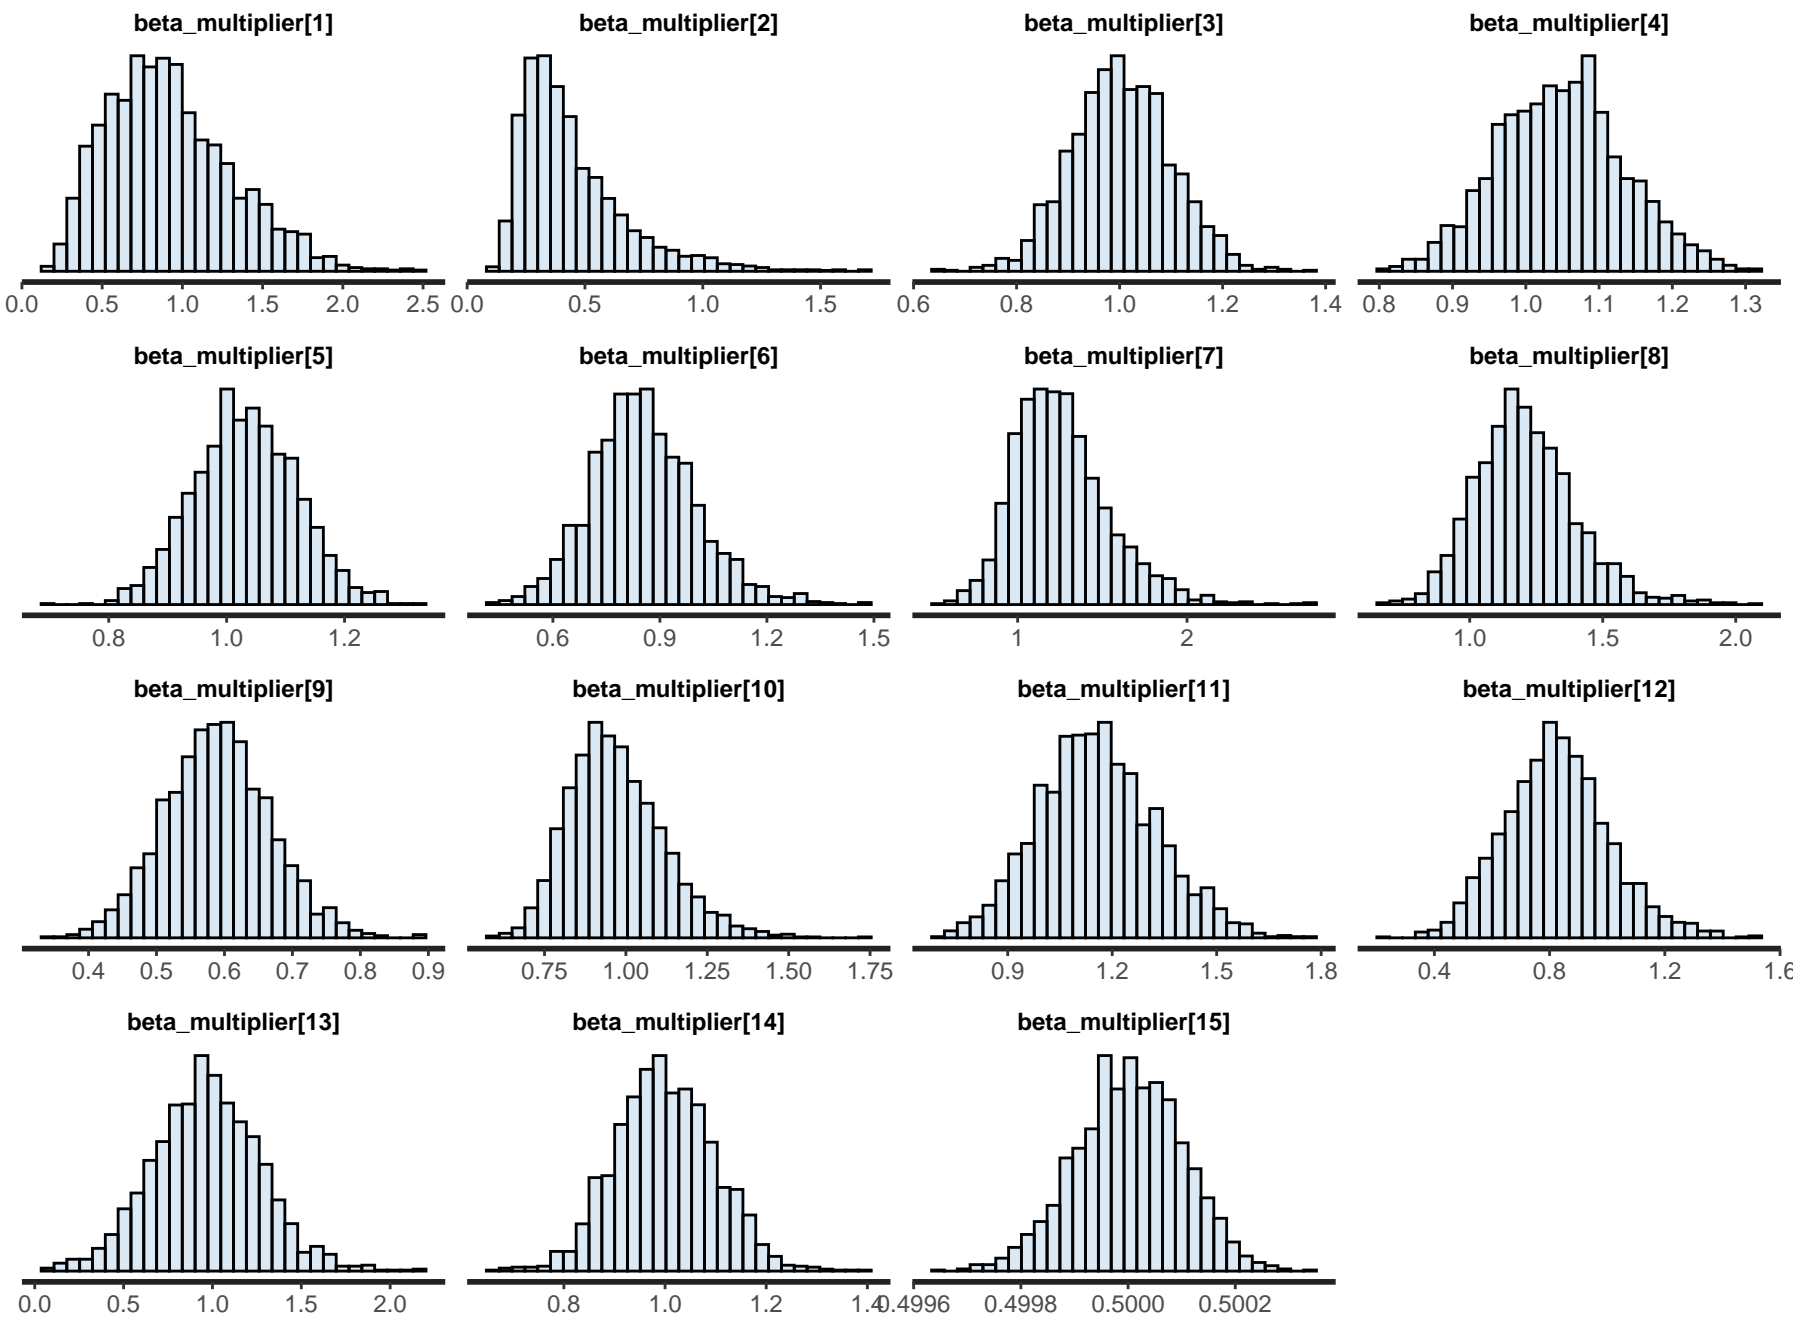 beta_multiplier[1] beta_multiplier[2] beta_multiplier[3] beta_multiplier[4]
0.0 0.5 1.0 1.5 2.0 2.5 0.0 0.5 1.0 1.5 0.6 0.8 1.0 1.2 1.4 0.8 0.9 1.0 1.1 1.2 1.3
beta_multiplier[5] beta_multiplier[6] beta_multiplier[7] beta_multiplier[8]
0.8 1.0 1.2 0.6 0.9 1.2 1.5 1 2 1.0 1.5 2.0
beta_multiplier[9] beta_multiplier[10] beta_multiplier[11] beta_multiplier[12]
0.4 0.5 0.6 0.7 0.8 0.9 0.75 1.00 1.25 1.50 1.75 0.9 1.2 1.5 1.8 0.4 0.8 1.2 1.6
beta_multiplier[13] beta_multiplier[14] beta_multiplier[15]
0.0 0.5 1.0 1.5 2.0 0.8 1.0 1.2 1.4 0.4996 0.4998 0.5000 0.5002